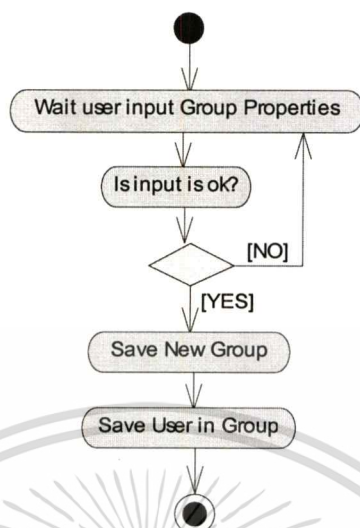 Wait user input Group Properties
Is input is ok?
[NO]
[YES]
Save New Group
Save User in Group